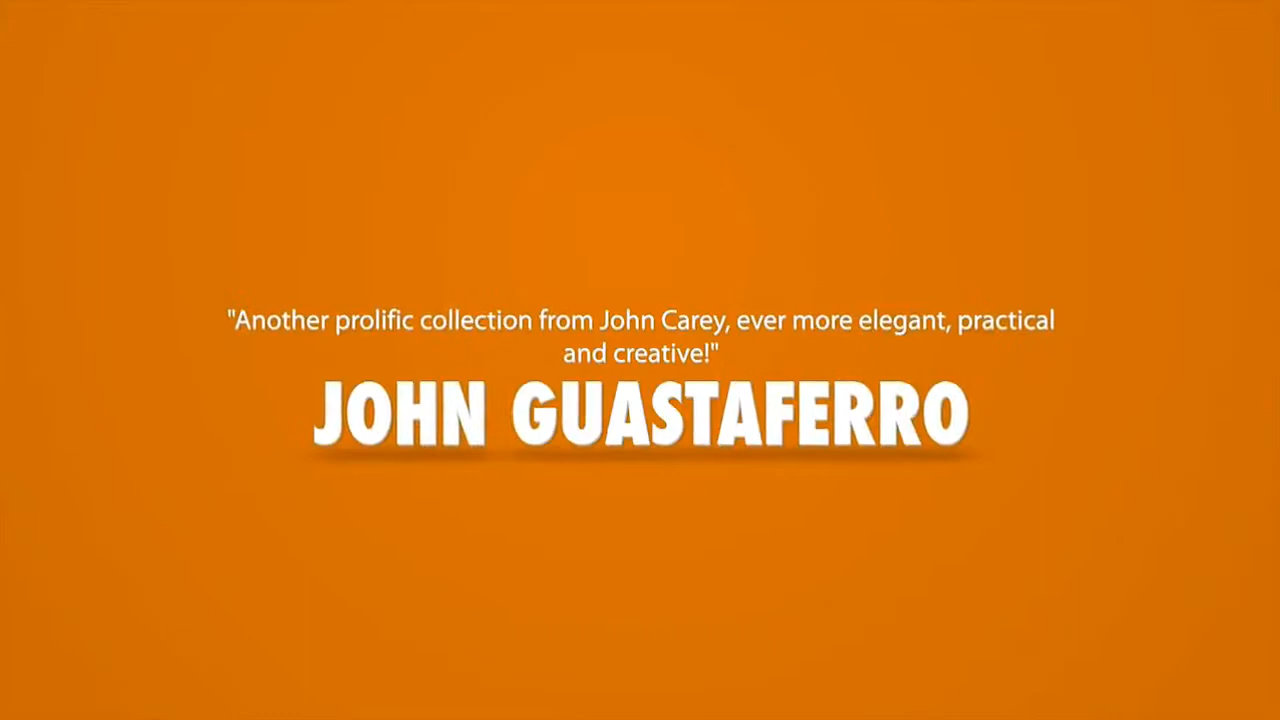 "Another prolific collection from John Carey, ever more elegant, practical
and creative!"
JOHN GUASTAFERRO